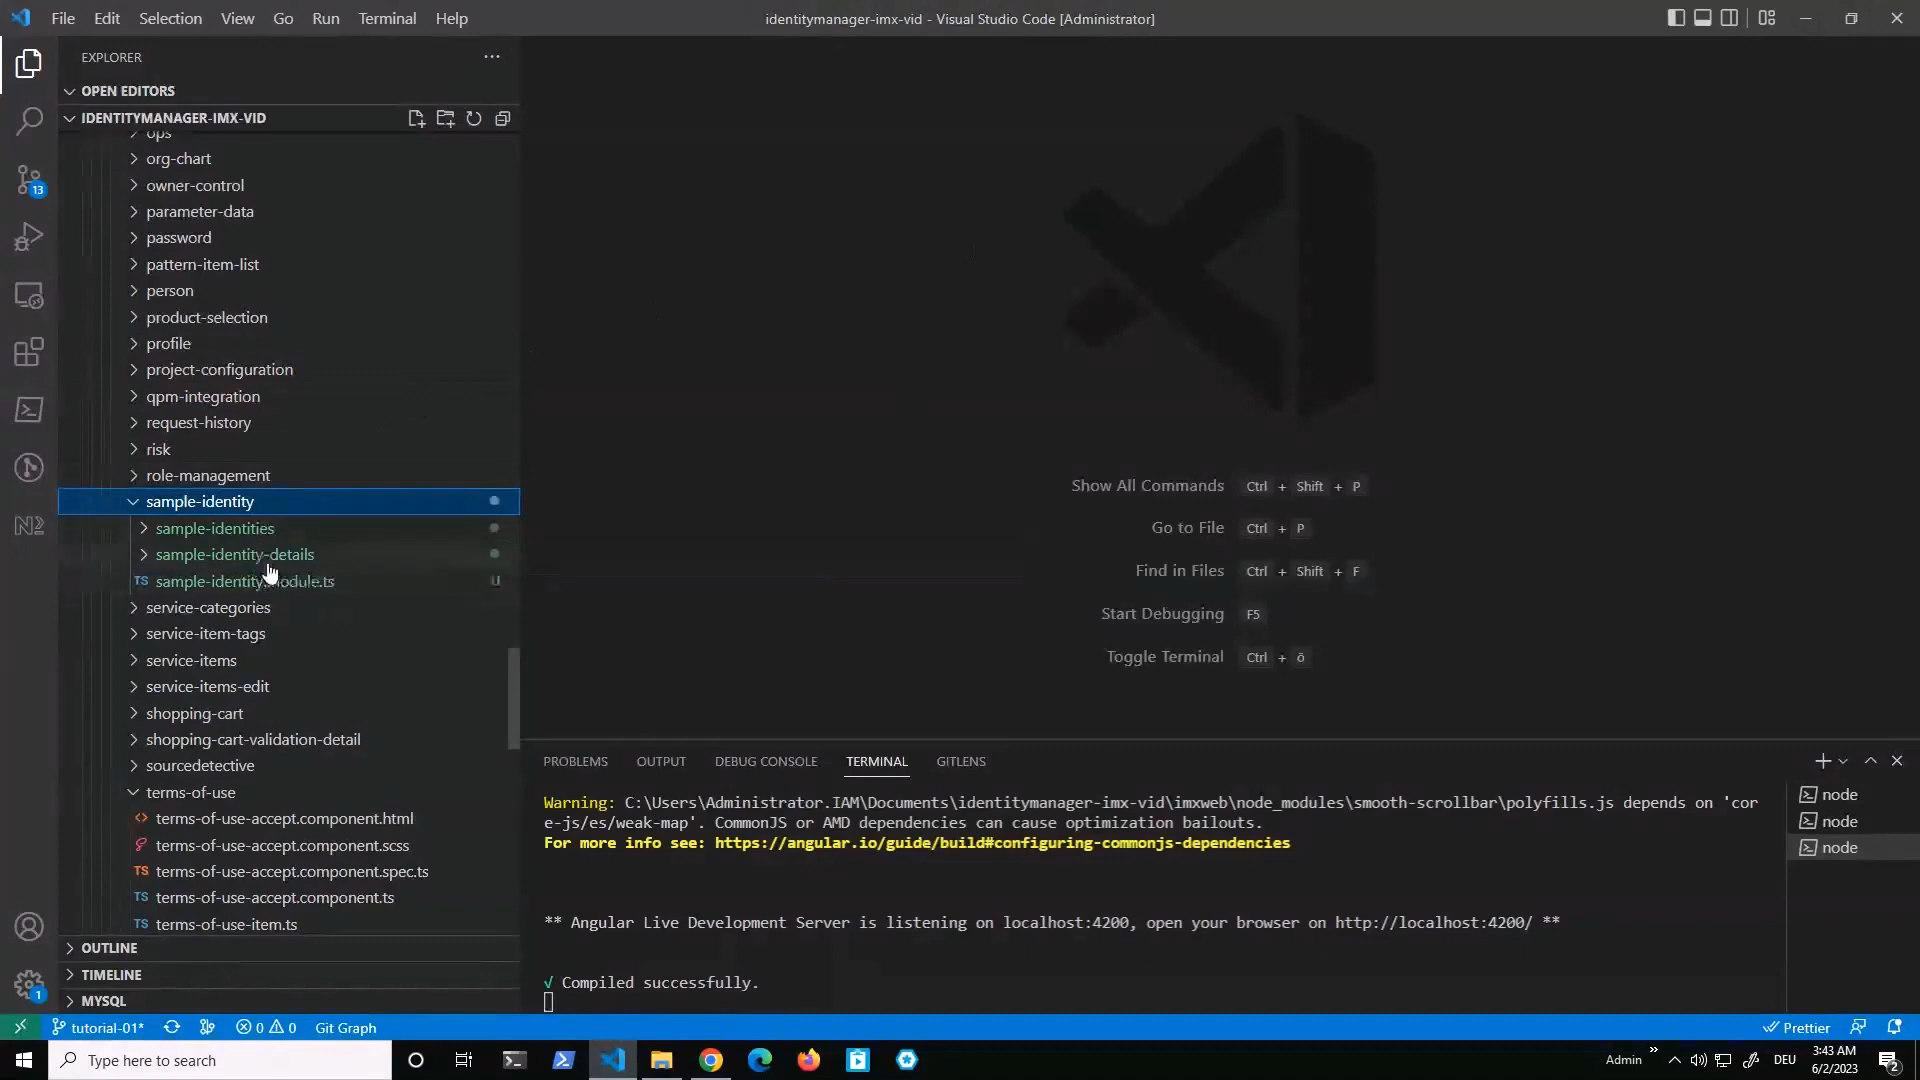 File Edit Selection View Go Run Terminal Help
identitymanager-imx-vid - Visual Studio Code [Administrator]
EXPLORER
OPEN EDITORS
IDENTITYMANAGER-IMX-VID
ops
org-chart
owner-control
parameter-data
password
pattern-item-list
person
product-selection
profile
project-configuration
qpm-integration
request-history
risk
role-management
sample-identity
sample-identities
sample-identity-details
TS sample-identity.module.ts U
service-categories
service-item-tags
service-items
service-items-edit
shopping-cart
shopping-cart-validation-detail
sourcedetective
terms-of-use
<> terms-of-use-accept.component.html
terms-of-use-accept.component.scss
TS terms-of-use-accept.component.spec.ts
TS terms-of-use-accept.component.ts
TS terms-of-use-item.ts
OUTLINE
TIMELINE
MYSQL
13
1
Show All Commands Ctrl + Shift + P
Go to File Ctrl + P
Find in Files Ctrl + Shift + F
Start Debugging F5
Toggle Terminal Ctrl + ö
PROBLEMS OUTPUT DEBUG CONSOLE TERMINAL GITLENS
Warning: C:\Users\Administrator.IAM\Documents\identitymanager-imx-vid\imxweb\node_modules\smooth-scrollbar\polyfills.js depends on 'cor
e-js/es/weak-map'. CommonJS or AMD dependencies can cause optimization bailouts.
For more info see: https://angular.io/guide/build#configuring-commonjs-dependencies
** Angular Live Development Server is listening on localhost:4200, open your browser on http://localhost:4200/ **
√ Compiled successfully.
node
node
node
tutorial-01* 0 0 Git Graph
Prettier
Type here to search
Admin DEU
3:43 AM
6/2/2023
2